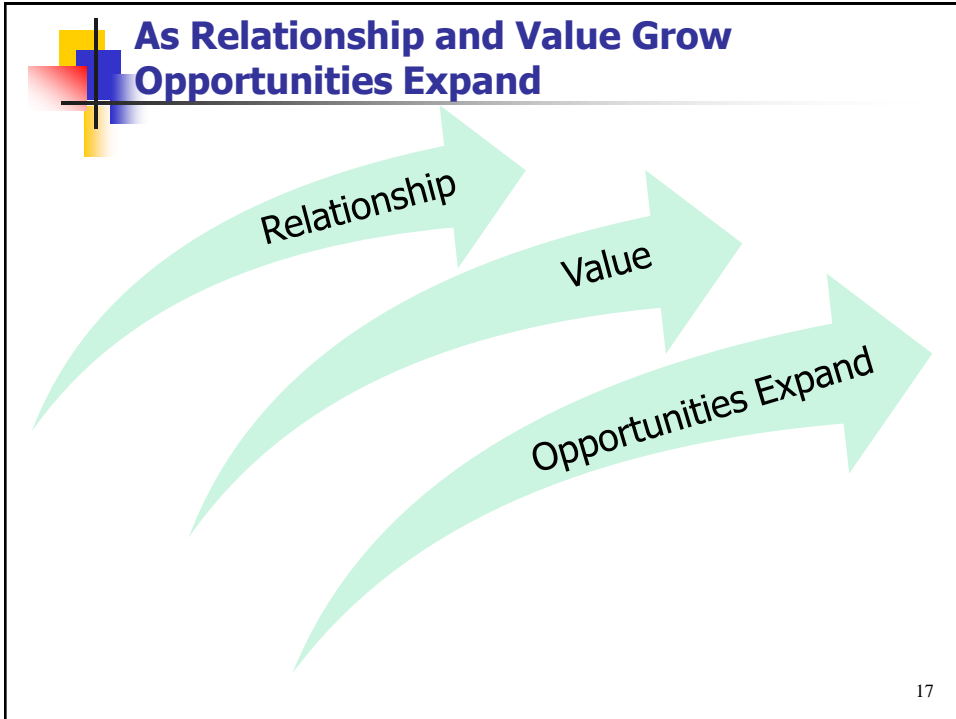 As Relationship and Value Grow
Opportunities Expand
Relationship
Value
Opportunities Expand
17